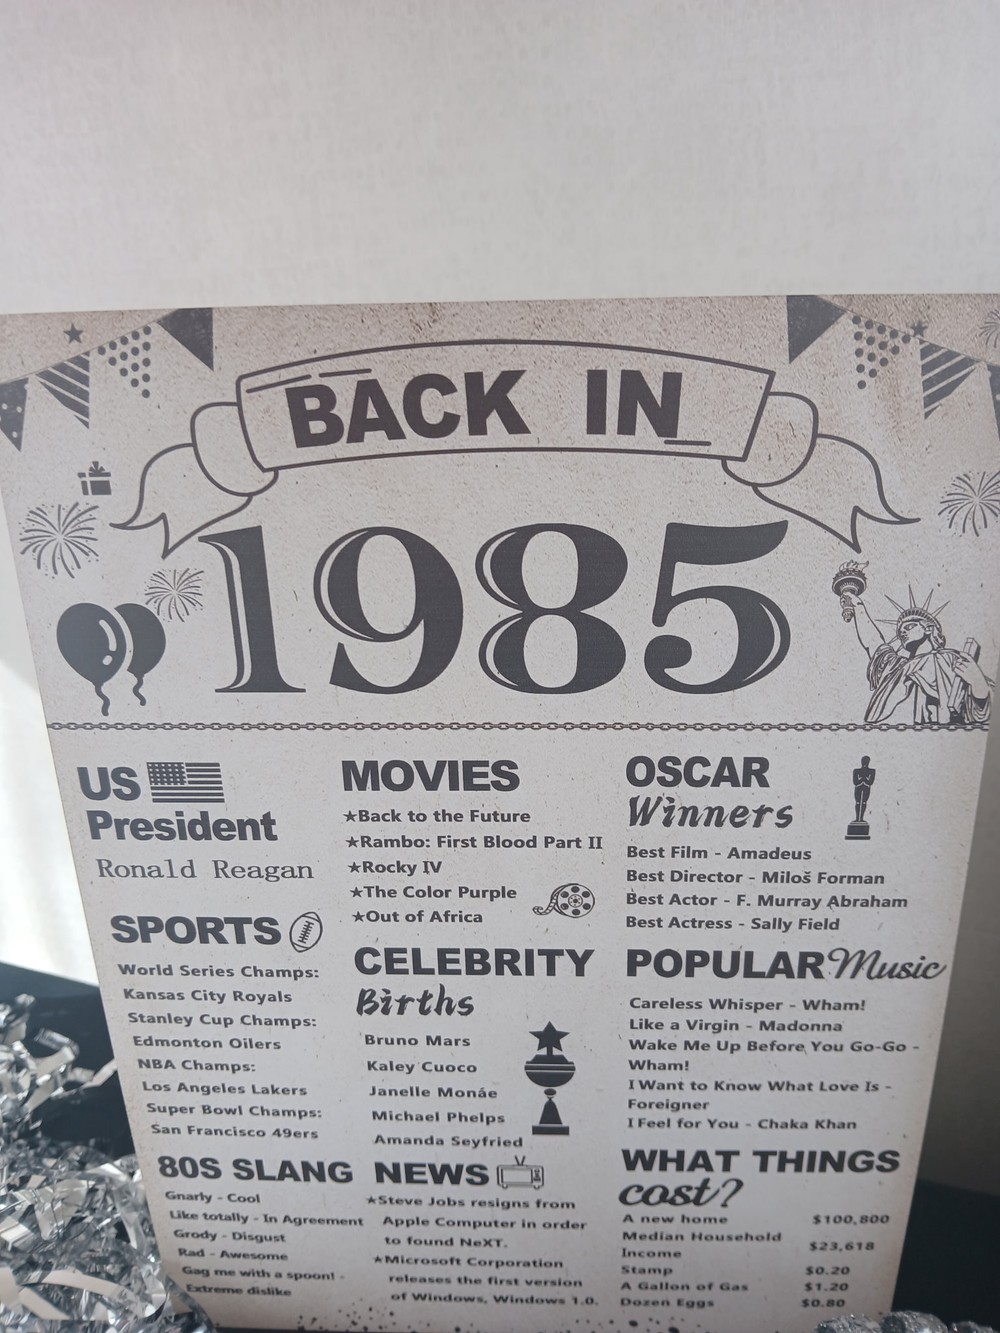 BACK IN
1985
US
President
Ronald Reagan
SPORTS
World Series Champs:
Kansas City Royals
Stanley Cup Champs:
Edmonton Oilers
NBA Champs:
Los Angeles Lakers
Super Bowl Champs:
San Francisco 49ers
80S SLANG
Gnarly - Cool
Like totally - In Agreement
Grody - Disgust
Rad - Awesome
Gag me with a spoon! -
Extreme dislike
MOVIES
★Back to the Future
★Rambo: First Blood Part II
★Rocky IV
★The Color Purple
★Out of Africa
CELEBRITY
Births
Bruno Mars
Kaley Cuoco
Janelle Monáe
Michael Phelps
Amanda Seyfried
NEWS
★Steve Jobs resigns from
Apple Computer in order
to found NeXT.
★Microsoft Corporation
releases the first version
of Windows, Windows 1.0.
OSCAR
Winners
Best Film - Amadeus
Best Director - Miloš Forman
Best Actor - F. Murray Abraham
Best Actress - Sally Field
POPULAR Music
Careless Whisper - Wham!
Like a Virgin - Madonna
Wake Me Up Before You Go-Go -
Wham!
I Want to Know What Love Is -
Foreigner
I Feel for You - Chaka Khan
WHAT THINGS
cost?
A new home $100,800
Median Household
Income $23,618
Stamp $0.20
A Gallon of Gas $1.20
Dozen Eggs $0.80